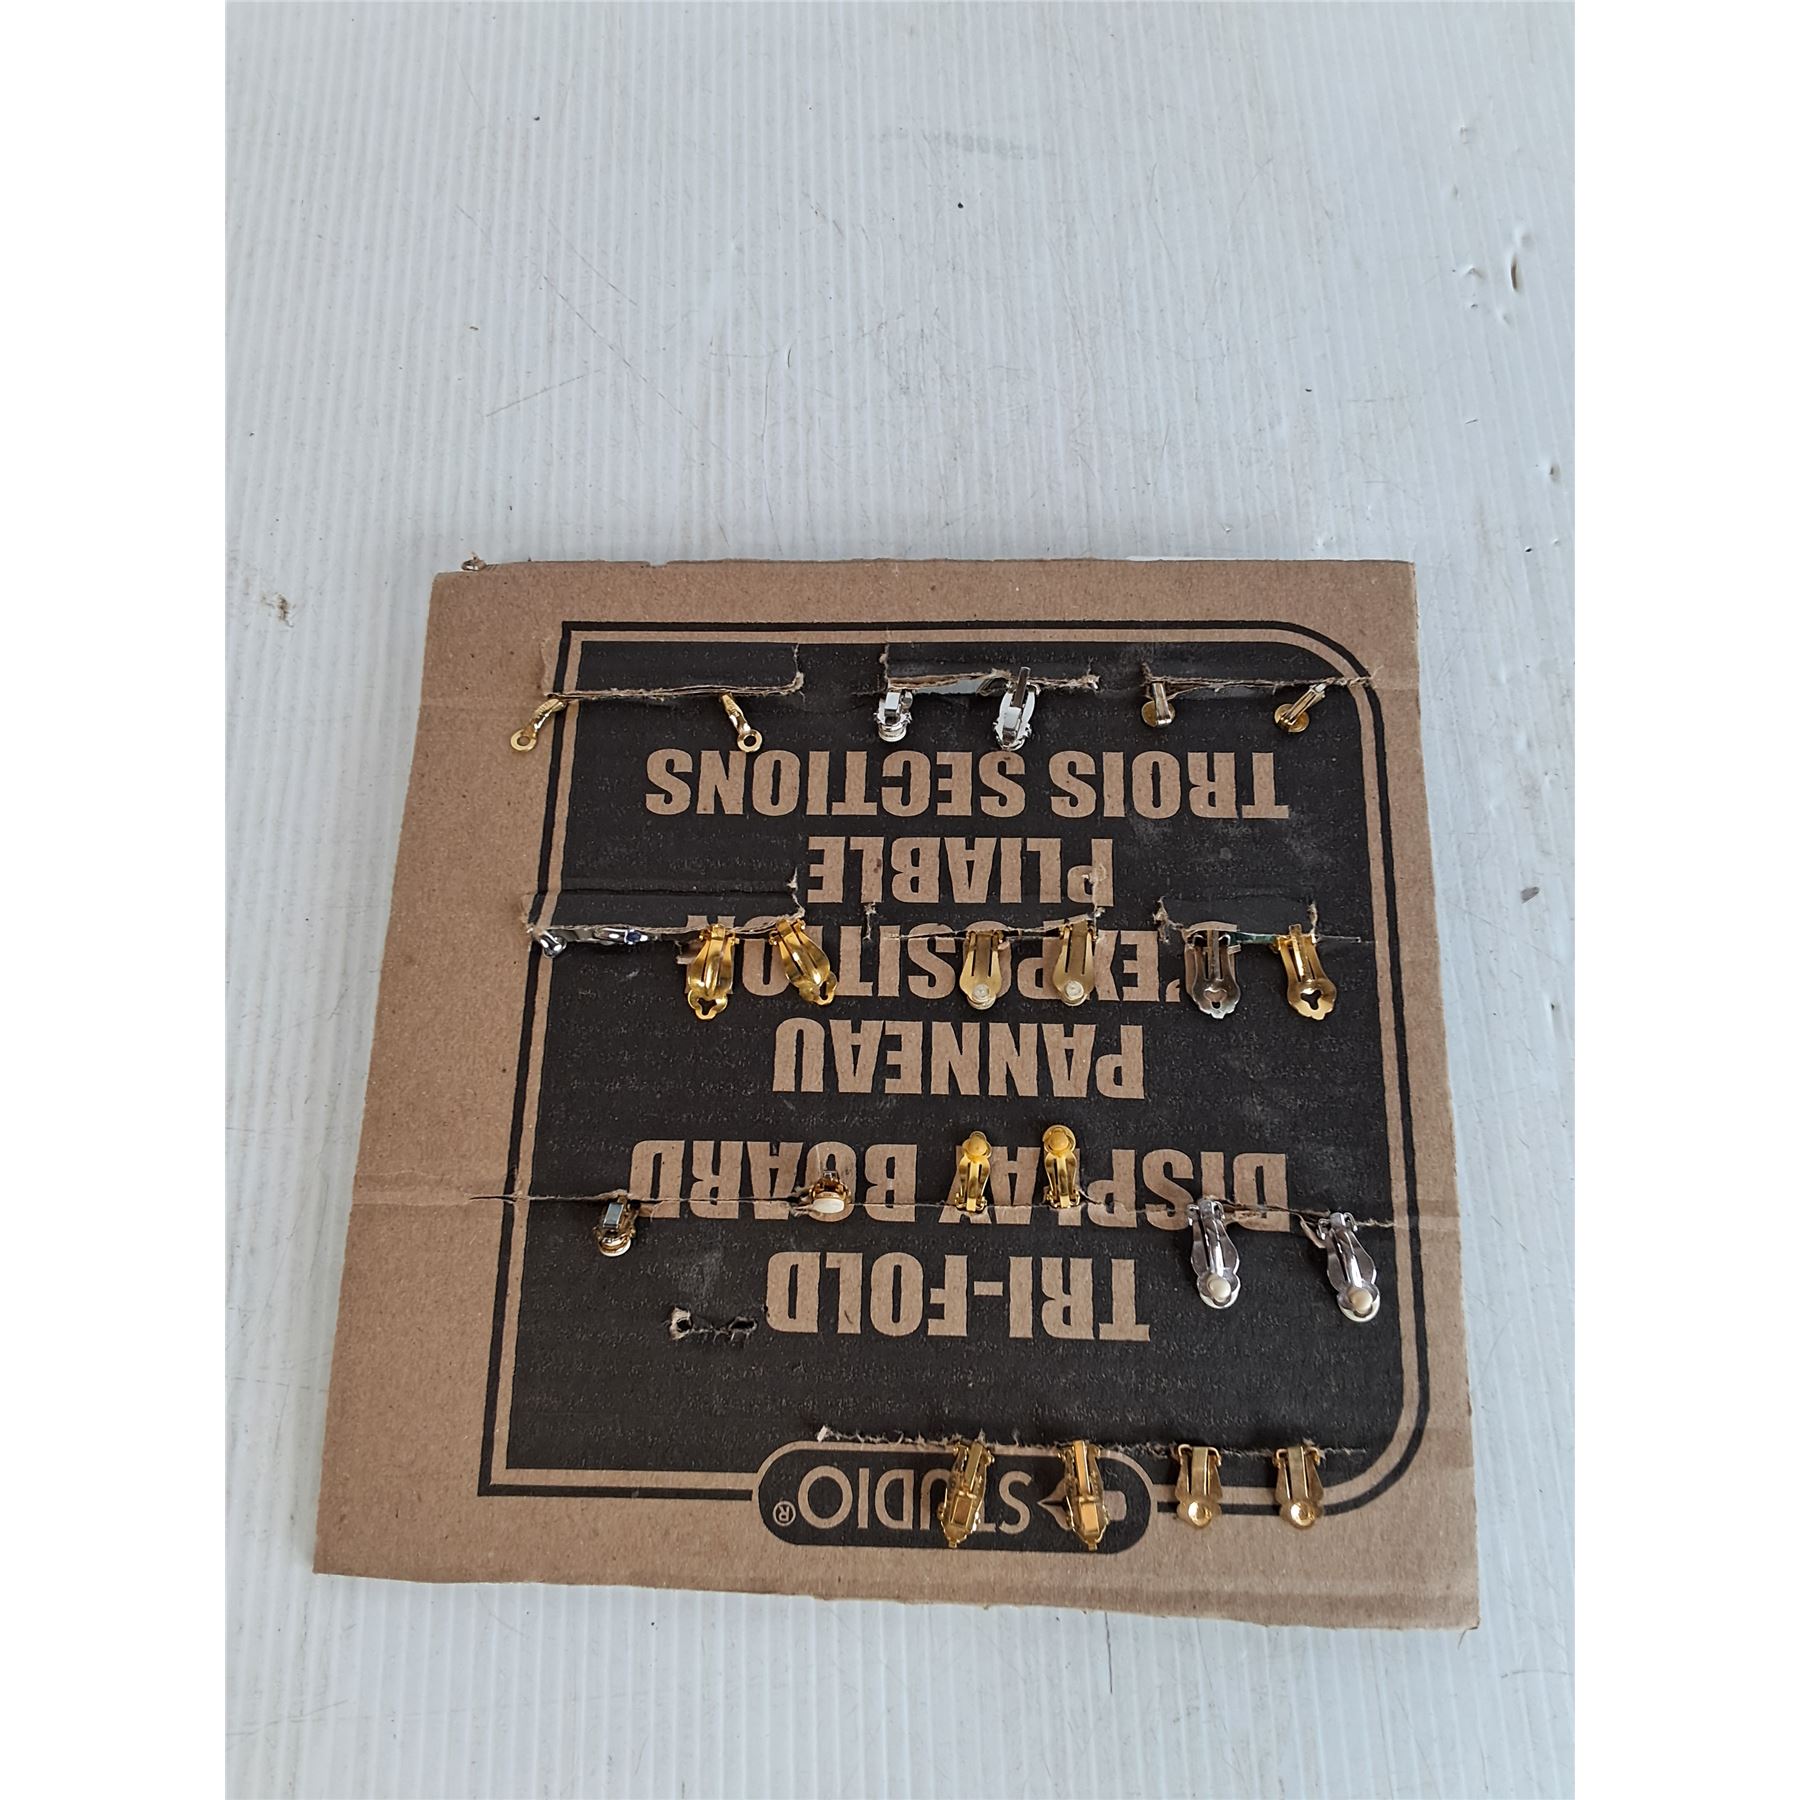 STUDIO®
TRI-FOLD
DISPLAY BOARD
PANNEAU
D'EXPOSITION
PLIABLE
TROIS SECTIONS